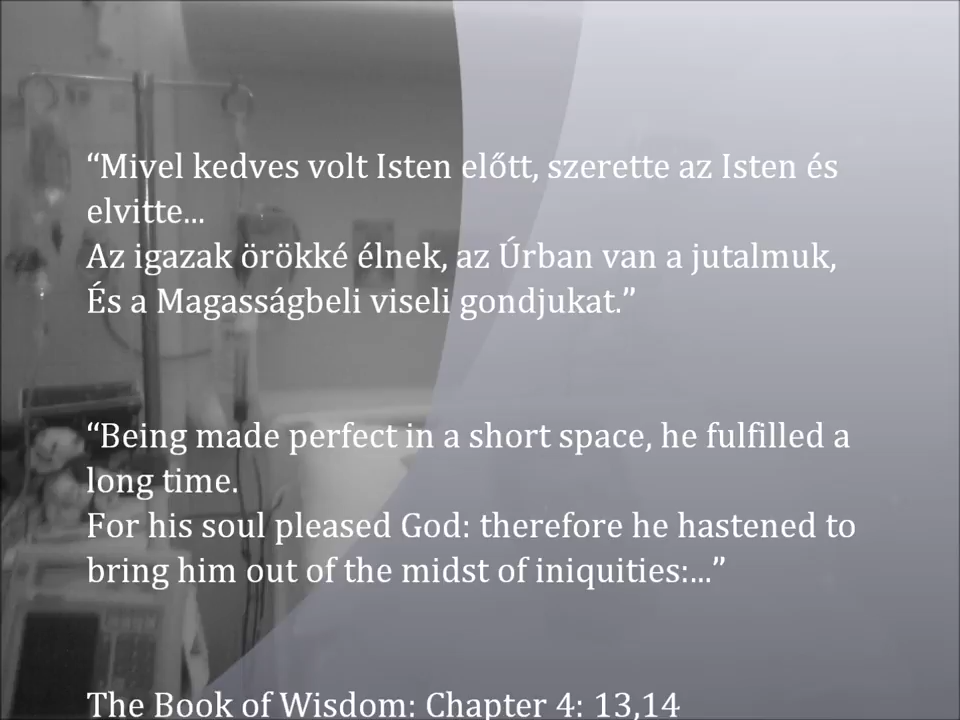 “Mivel kedves volt Isten előtt, szerette az Isten és
elvitte...
Az igazak örökké élnek, az Úrban van a jutalmuk,
És a Magasságbeli viseli gondjukat.”
“Being made perfect in a short space, he fulfilled a
long time.
For his soul pleased God: therefore he hastened to
bring him out of the midst of iniquities:...”
The Book of Wisdom: Chapter 4: 13,14